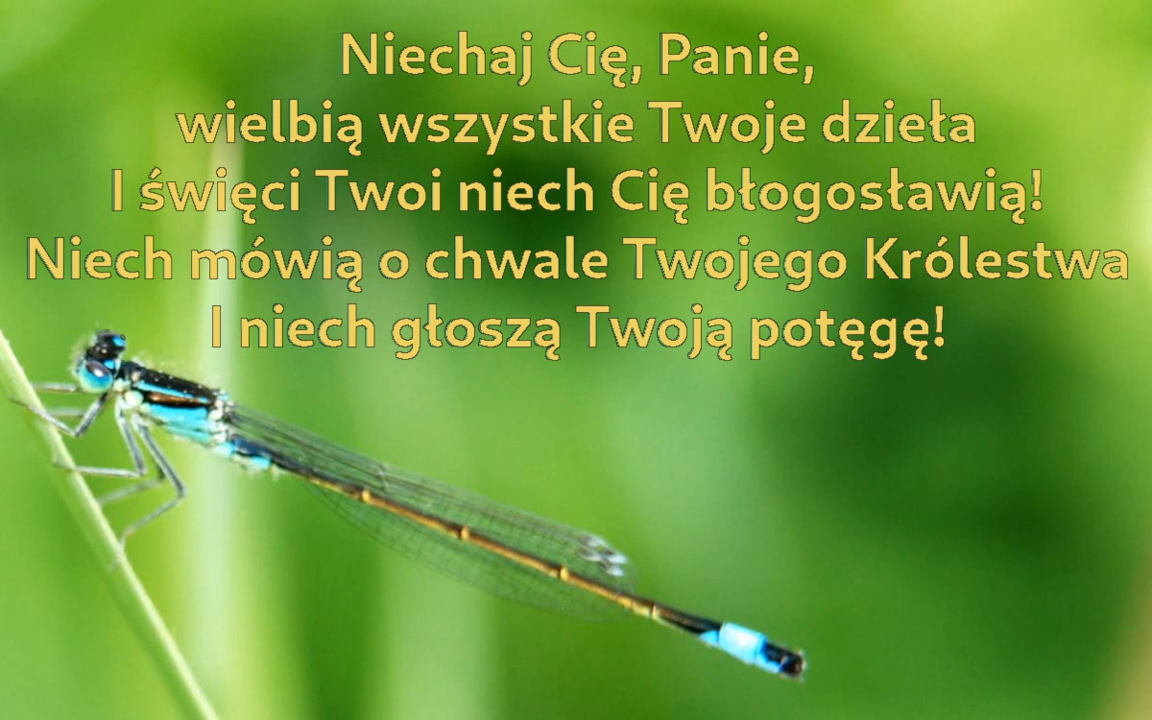 Niechaj Cię, Panie,
wielbią wszystkie Twoje dzieła
I święci Twoi niech Cię błogosławią!
Niech mówią o chwale Twojego Królestwa
I niech głoszą Twoją potęgę!